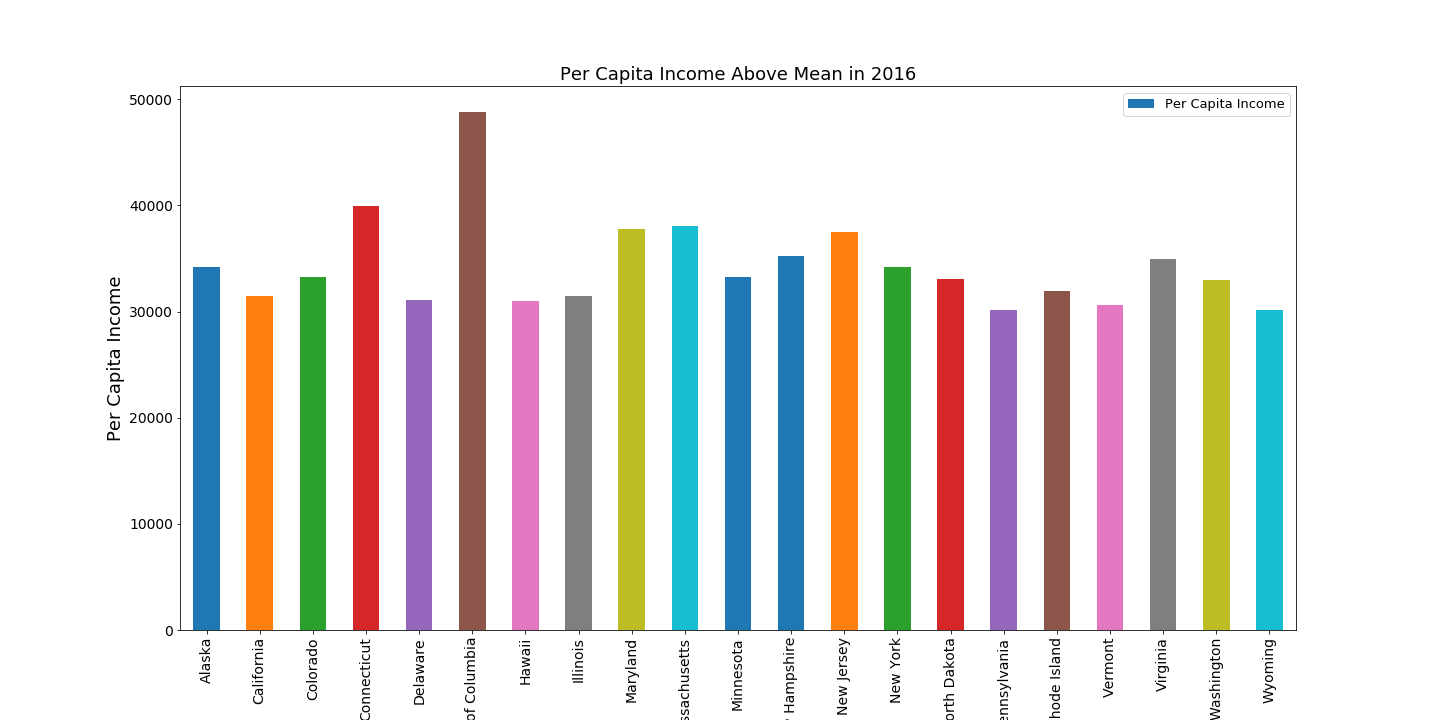 Per Capita Income Above Mean in 2016
Per Capita Income
Per Capita Income
50000
40000
30000
20000
10000
0
Alaska
California
Colorado
Connecticut
Delaware
of Columbia
Hawaii
Illinois
Maryland
ssachusetts
Minnesota
Hampshire
New Jersey
New York
orth Dakota
ennsylvania
hode Island
Vermont
Virginia
Washington
Wyoming